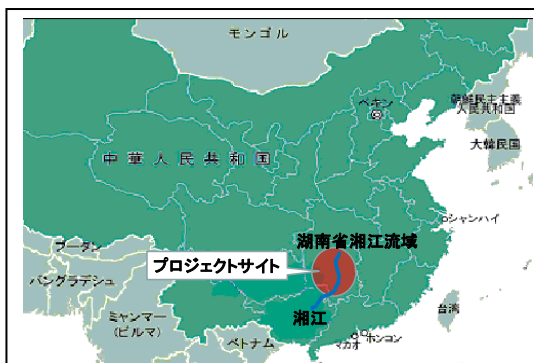 モンゴル
ペキン
朝鮮民主主義
人民共和国
大韓民国
中華人民共和国
シャンハイ
湖南省湘江流域
ブータン
プロジェクトサイト
バングラデシュ
湘江
台湾
ミャンマー
(ビルマ)
ベトナム
マカオ
ホンコン